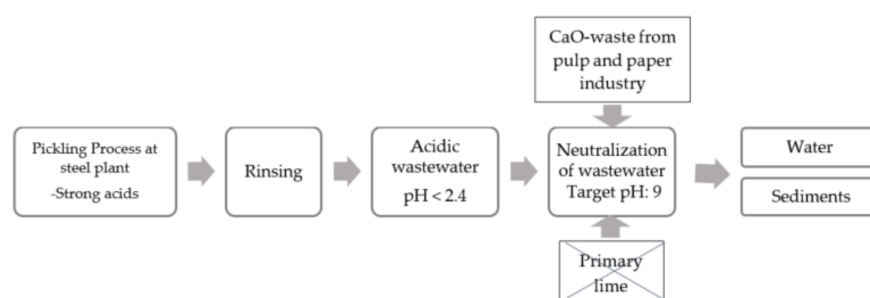 CaO-waste from
pulp and paper
industry
Pickling Process at
steel plant
-Strong acids
Rinsing
Acidic
wastewater
pH < 2.4
Neutralization
of wastewater
Target pH: 9
Water
Sediments
Primary
lime